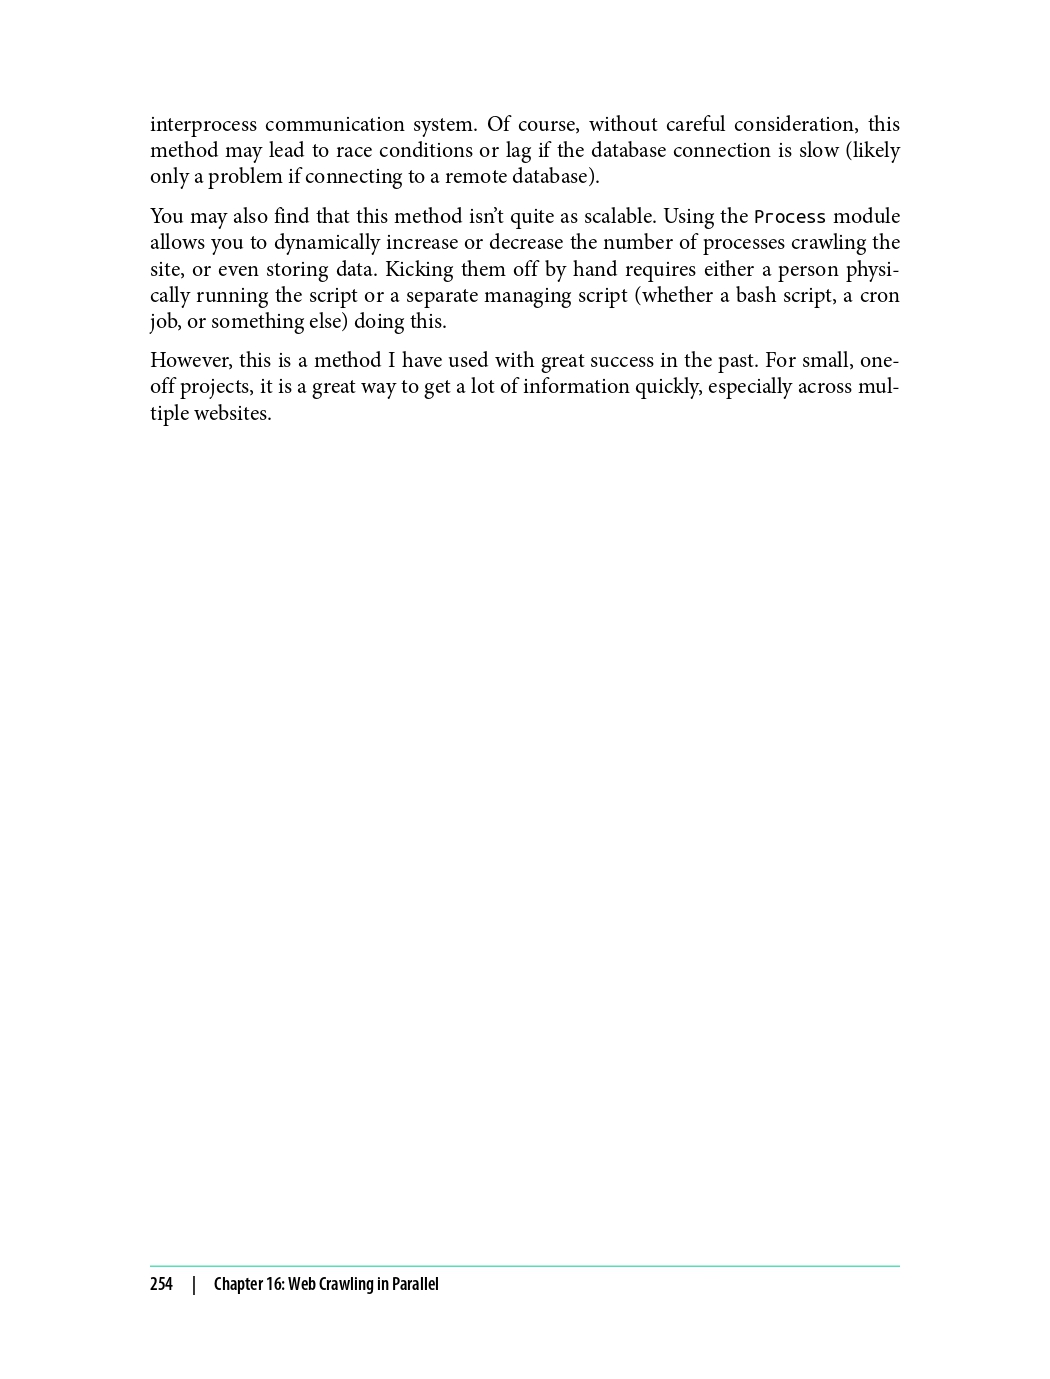 interprocess communication system. Of course, without careful consideration, this
method may lead to race conditions or lag if the database connection is slow (likely
only a problem if connecting to a remote database).
You may also find that this method isn’t quite as scalable. Using the Process module
allows you to dynamically increase or decrease the number of processes crawling the
site, or even storing data. Kicking them off by hand requires either a person physi-
cally running the script or a separate managing script (whether a bash script, a cron
job, or something else) doing this.
However, this is a method I have used with great success in the past. For small, one-
off projects, it is a great way to get a lot of information quickly, especially across mul-
tiple websites.
254 | Chapter 16: Web Crawling in Parallel